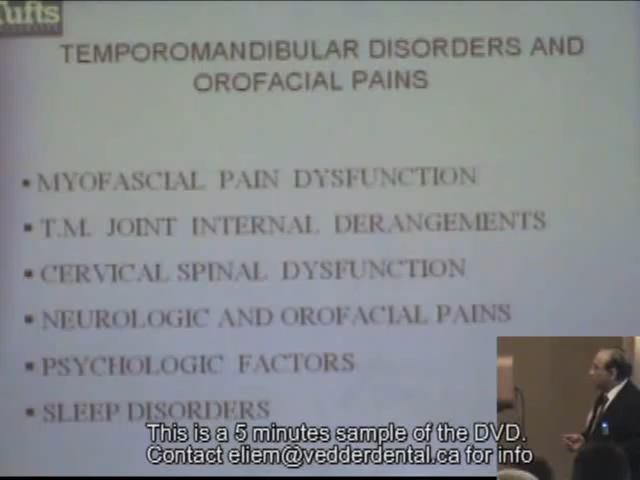 Tufts
TEMPOROMANDIBULAR DISORDERS AND
OROFACIAL PAINS
▪ MYOFASCIAL PAIN DYSFUNCTION
▪ T.M. JOINT INTERNAL DERANGEMENTS
▪ CERVICAL SPINAL DYSFUNCTION
▪ NEUROLOGIC AND OROFACIAL PAINS
▪ PSYCHOLOGIC FACTORS
▪ SLEEP DISORDERS
This is a 5 minutes sample of the DVD.
Contact eliem@vedderdental.ca for info